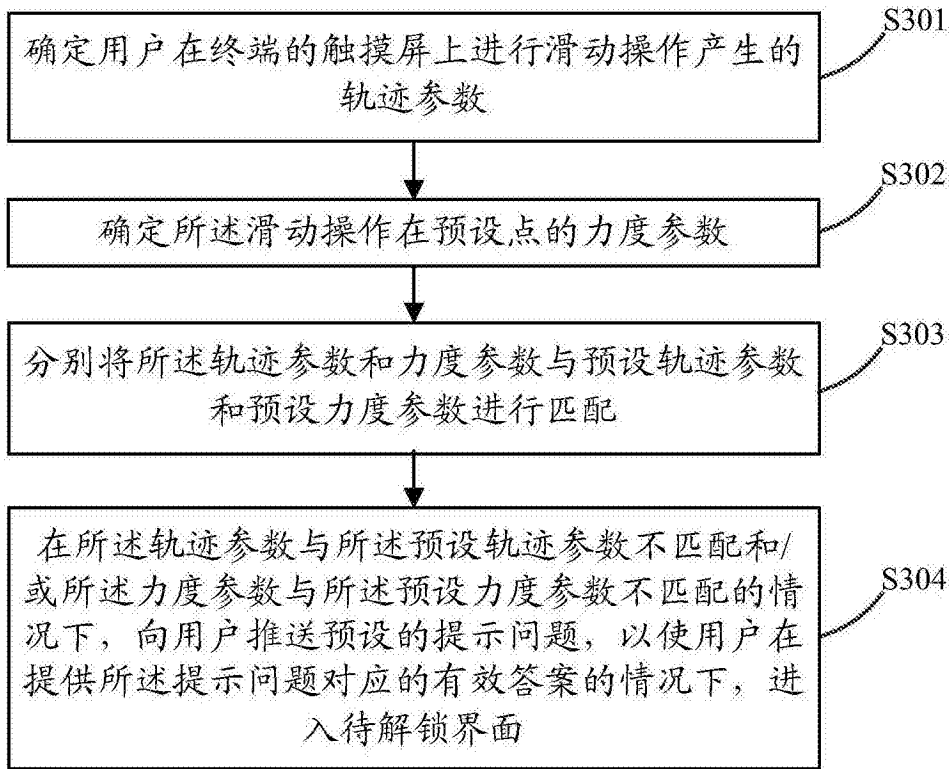 确定用户在终端的触摸屏上进行滑动操作产生的
轨迹参数
S301
确定所述滑动操作在预设点的力度参数
S302
分别将所述轨迹参数和力度参数与预设轨迹参数
和预设力度参数进行匹配
S303
在所述轨迹参数与所述预设轨迹参数不匹配和/
或所述力度参数与所述预设力度参数不匹配的情
况下，向用户推送预设的提示问题，以使用户在
提供所述提示问题对应的有效答案的情况下，进
入待解锁界面
S304